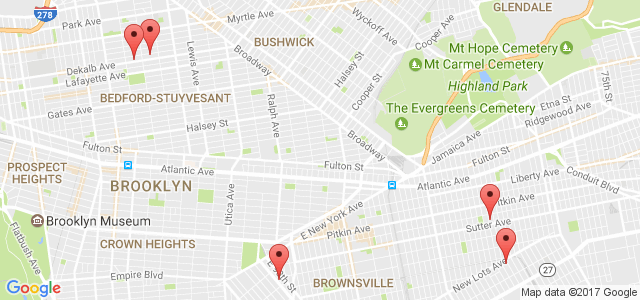 GLENDALE
Park Ave
278
Myrtle Ave
Wyckoff Ave
Cooper Ave
BUSHWICK
Mt Hope Cemetery
Mt Carmel Cemetery
Dekalb Ave
Lafayette Ave
Lewis Ave
Broadway
Halsey St
Cooper St
Highland Park
75th St
BEDFORD-STUYVESANT
Gates Ave
The Evergreens Cemetery
Etna St
Ridgewood Ave
Halsey St
Ralph Ave
Broadway
Jamaica Ave
Fulton St
Fulton St
Fulton St
PROSPECT
HEIGHTS
Atlantic Ave
Atlantic Ave
Liberty Ave
Conduit Blvd
BROOKLYN
Utica Ave
Pitkin Ave
Brooklyn Museum
E New York Ave
Pitkin Ave
Sutter Ave
Flatbush Ave
CROWN HEIGHTS
Empire Blvd
BROWNSVILLE
New Lots Ave
27
Google
Map data ©2017 Google